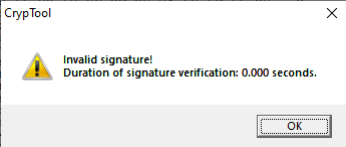 CrypTool
Invalid signature!
Duration of signature verification: 0.000 seconds.
OK